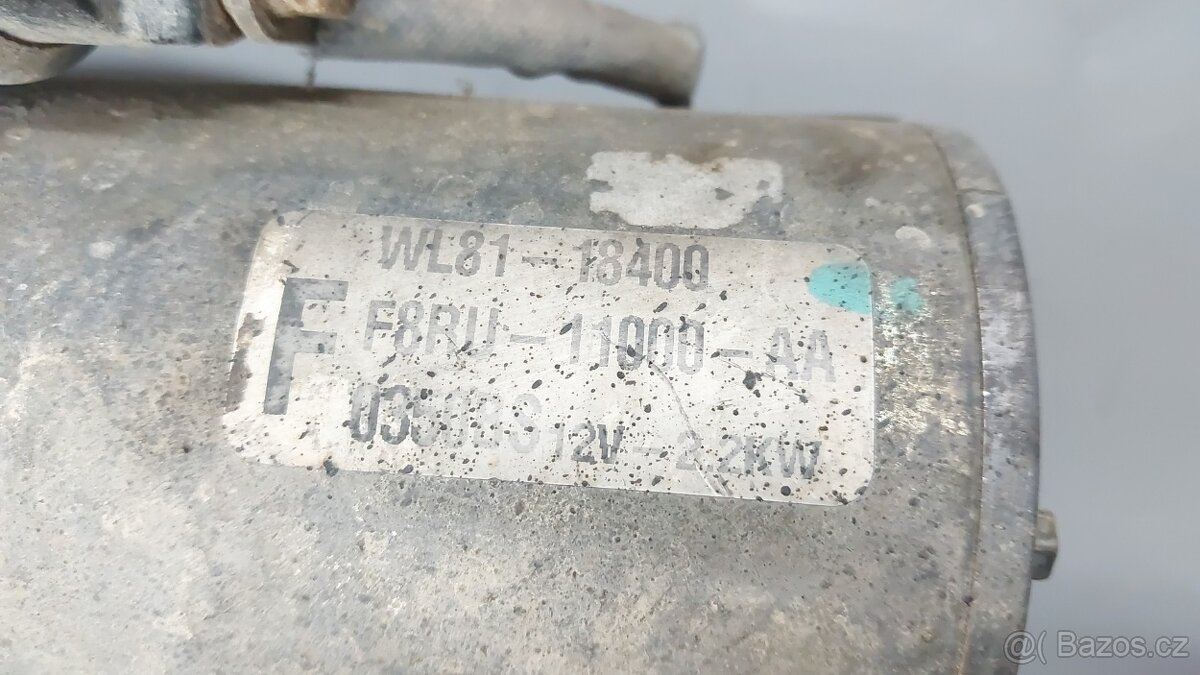 WL81-18400
F F8RU-11000-AA
12V-2.2KW
@( Bazos.cz